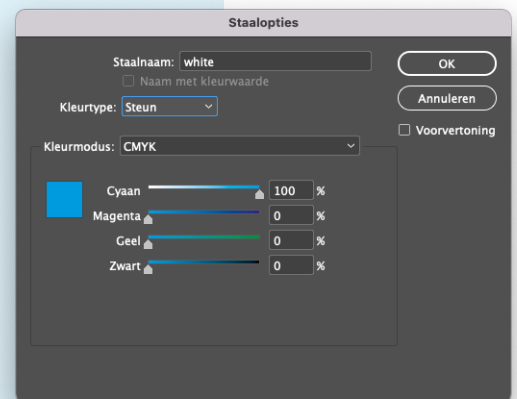 Staalopties
Staalnaam: white
Naam met kleurwaarde
Kleurtype: Steun
OK
Annuleren
Voorvertoning
Kleurmodus: CMYK
Cyaan 100 %
Magenta 0 %
Geel 0 %
Zwart 0 %